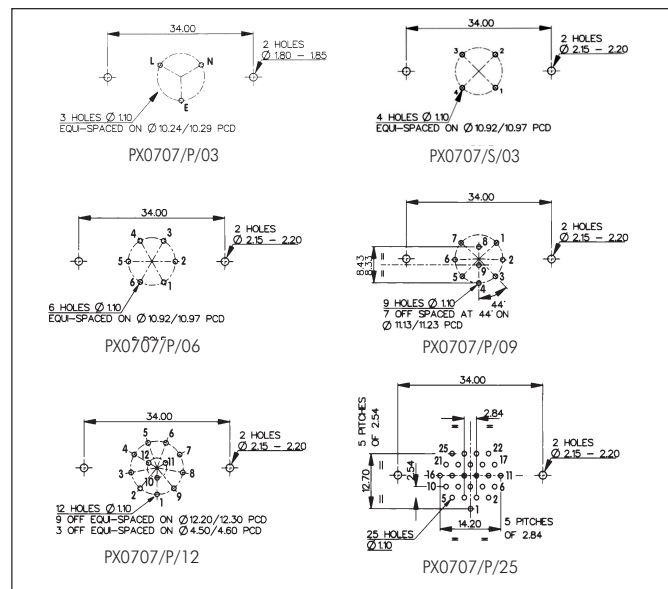 34.00
2 HOLES
Ø 1.80 – 1.85
L
N
E
3 HOLES Ø 1.10
EQUI-SPACED ON Ø 10.24/10.29 PCD
PX0707/P/03
34.00
2 HOLES
Ø 2.15 – 2.20
3
2
4
1
4 HOLES Ø 1.10
EQUI-SPACED ON Ø 10.92/10.97 PCD
PX0707/S/03
34.00
2 HOLES
Ø 2.15 – 2.20
4
3
5
2
6
1
6 HOLES Ø 1.10
EQUI-SPACED ON Ø 10.92/10.97 PCD
PX0707/P/06
34.00
2 HOLES
Ø 2.15 – 2.20
8.43
8.33
=
=
7
8
1
6
2
9
5
3
4
44°
9 HOLES Ø 1.10
7 OFF SPACED AT 44° ON
Ø 11.13/11.23 PCD
PX0707/P/09
34.00
2 HOLES
Ø 2.15 – 2.20
5
6
4
12
11
7
3
8
10
2
9
1
12 HOLES Ø 1.10
9 OFF EQUI-SPACED ON Ø 12.20/12.30 PCD
3 OFF EQUI-SPACED ON Ø 4.50/4.60 PCD
PX0707/P/12
34.00
2.84
=
=
5 PITCHES
OF 2.54
2 HOLES
Ø 2.15 – 2.20
12.70
=
=
2.54
25
22
21
17
16
11
10
6
5
2
1
25 HOLES
Ø 1.10
14.20
=
=
5 PITCHES
OF 2.84
PX0707/P/25